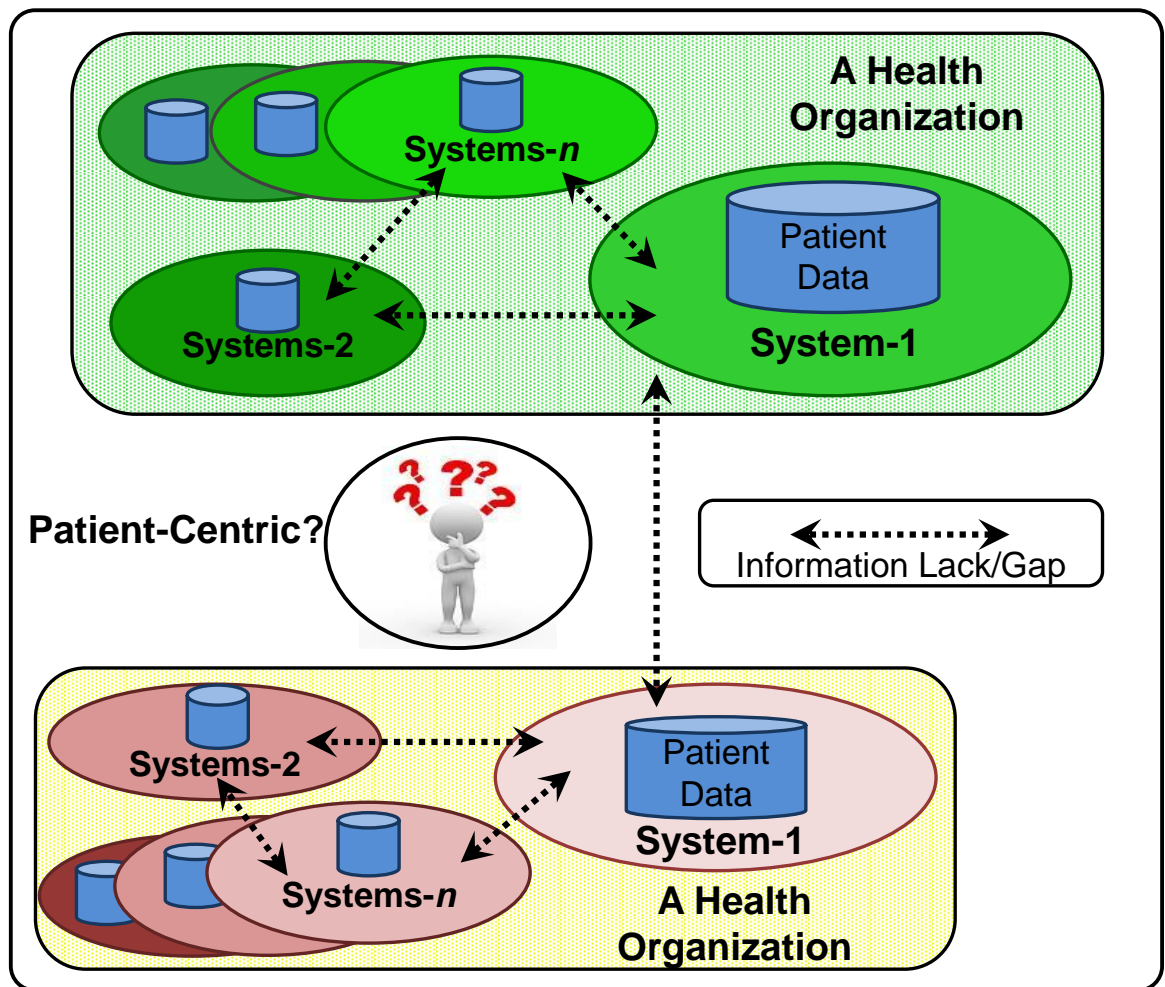 A Health
Organization
Systems-n
Patient
Data
System-1
Systems-2
? ? ? ? ?
Patient-Centric?
Information Lack/Gap
Systems-2
Patient
Data
System-1
Systems-n
A Health
Organization